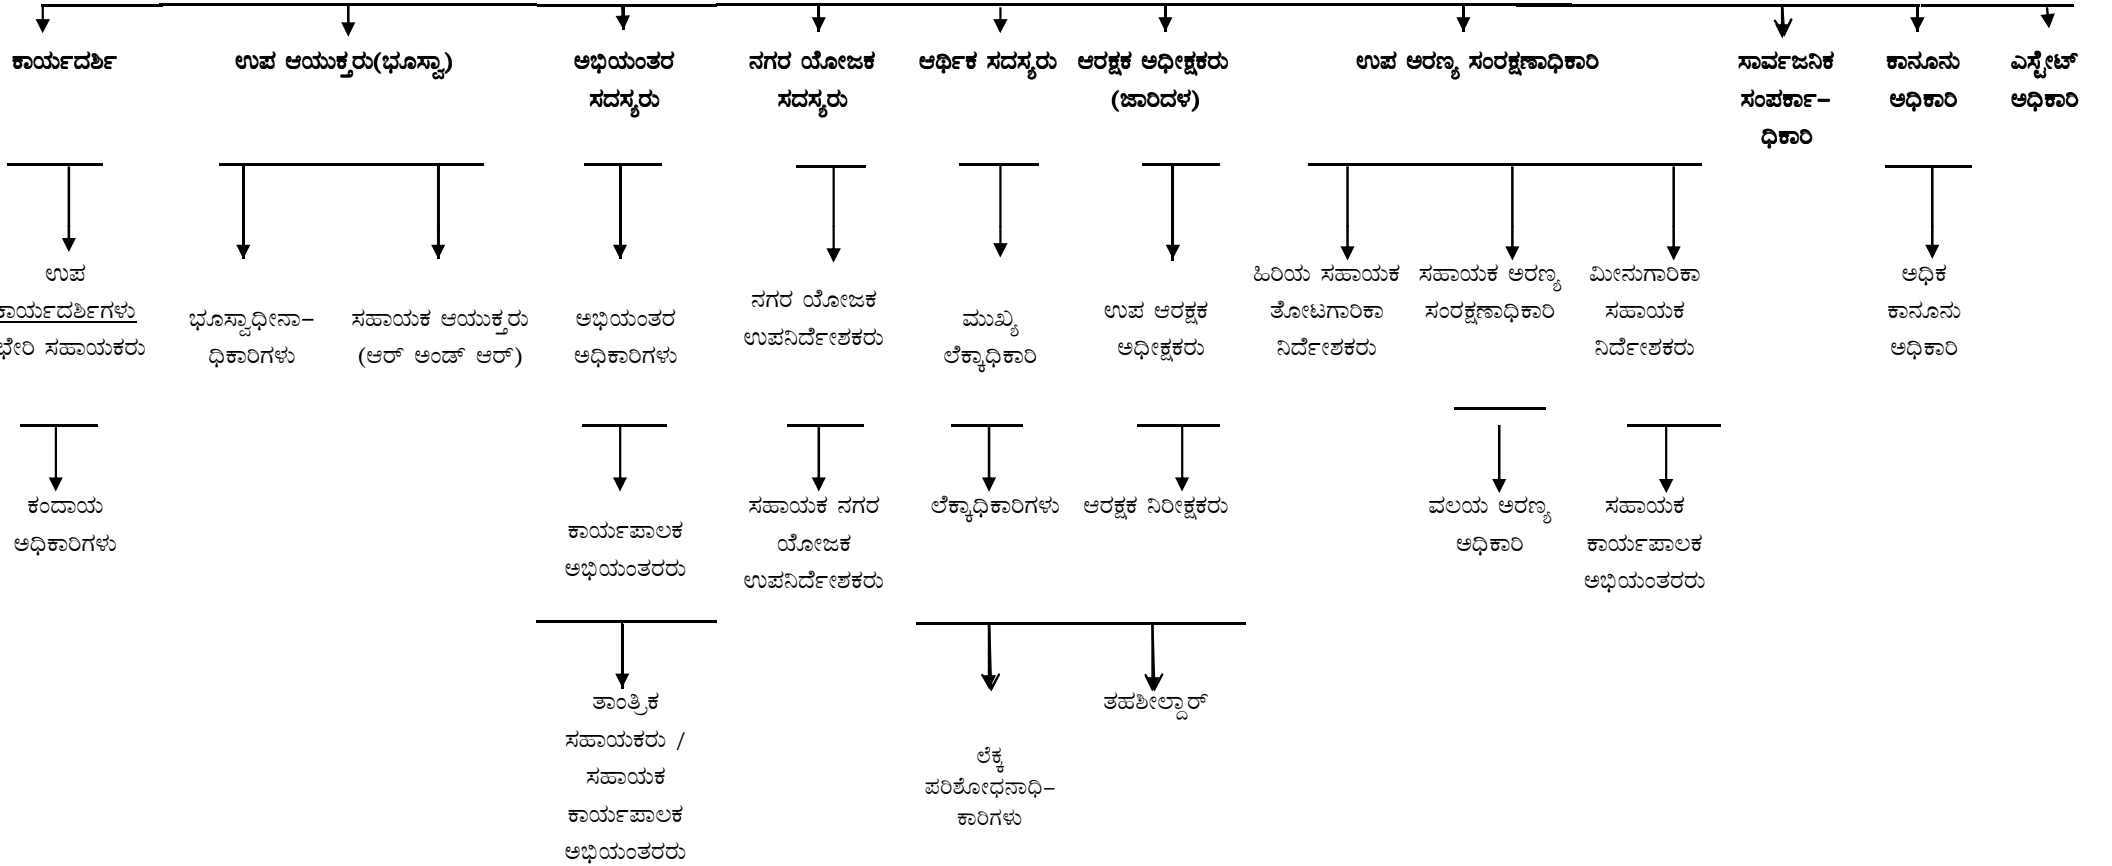 ಕಾರ್ಯದರ್ಶಿ
ಉಪ ಆಯುಕ್ತರು(ಭೂಸ್ವಾ)
ಅಭಿಯಂತರ
ಸದಸ್ಯರು
ನಗರ ಯೋಜಕ
ಸದಸ್ಯರು
ಆರ್ಥಿಕ ಸದಸ್ಯರು
ಆರಕ್ಷಕ ಅಧೀಕ್ಷಕರು
(ಜಾರಿದಳ)
ಉಪ ಅರಣ್ಯ ಸಂರಕ್ಷಣಾಧಿಕಾರಿ
ಸಾರ್ವಜನಿಕ
ಸಂಪರ್ಕಾ–
ಧಿಕಾರಿ
ಕಾನೂನು
ಅಧಿಕಾರಿ
ಎಸ್ಟೇಟ್
ಅಧಿಕಾರಿ
ಉಪ
ಕಾರ್ಯದರ್ಶಿಗಳು
ಸಹಾಯಕರು
ಭೂಸ್ವಾಧೀನಾ–
ಧಿಕಾರಿಗಳು
ಸಹಾಯಕ ಆಯುಕ್ತರು
(ಆರ್ ಅಂಡ್ ಆರ್)
ಅಭಿಯಂತರ
ಅಧಿಕಾರಿಗಳು
ನಗರ ಯೋಜಕ
ಉಪನಿರ್ದೇಶಕರು
ಮುಖ್ಯ
ಲೆಕ್ಕಾಧಿಕಾರಿ
ಉಪ ಆರಕ್ಷಕ
ಅಧೀಕ್ಷಕರು
ಹಿರಿಯ ಸಹಾಯಕ
ತೋಟಗಾರಿಕಾ
ನಿರ್ದೇಶಕರು
ಸಹಾಯಕ ಅರಣ್ಯ
ಸಂರಕ್ಷಣಾಧಿಕಾರಿ
ಮೀನುಗಾರಿಕಾ
ಸಹಾಯಕ
ನಿರ್ದೇಶಕರು
ಅಧಿಕ
ಕಾನೂನು
ಅಧಿಕಾರಿ
ಕಂದಾಯ
ಅಧಿಕಾರಿಗಳು
ಕಾರ್ಯಪಾಲಕ
ಅಭಿಯಂತರರು
ಸಹಾಯಕ ನಗರ
ಯೋಜಕ
ಉಪನಿರ್ದೇಶಕರು
ಲೆಕ್ಕಾಧಿಕಾರಿಗಳು
ಆರಕ್ಷಕ ನಿರೀಕ್ಷಕರು
ವಲಯ ಅರಣ್ಯ
ಅಧಿಕಾರಿ
ಸಹಾಯಕ
ಕಾರ್ಯಪಾಲಕ
ಅಭಿಯಂತರರು
ತಾಂತ್ರಿಕ
ಸಹಾಯಕರು /
ಸಹಾಯಕ
ಕಾರ್ಯಪಾಲಕ
ಅಭಿಯಂತರರು
ಲೆಕ್ಕ
ಪರಿಶೋಧನಾಧಿ–
ಕಾರಿಗಳು
ತಹಶೀಲ್ದಾರ್